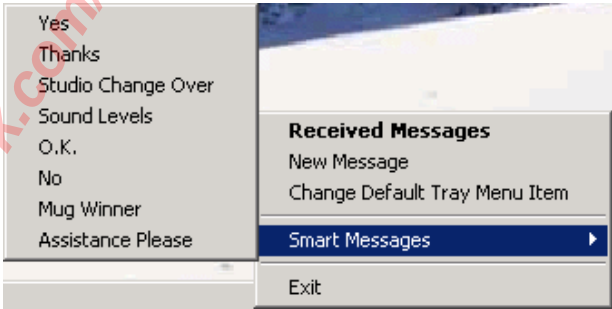 Yes
Thanks
Studio Change Over
Sound Levels
O.K.
No
Mug Winner
Assistance Please
Received Messages
New Message
Change Default Tray Menu Item
Smart Messages
Exit